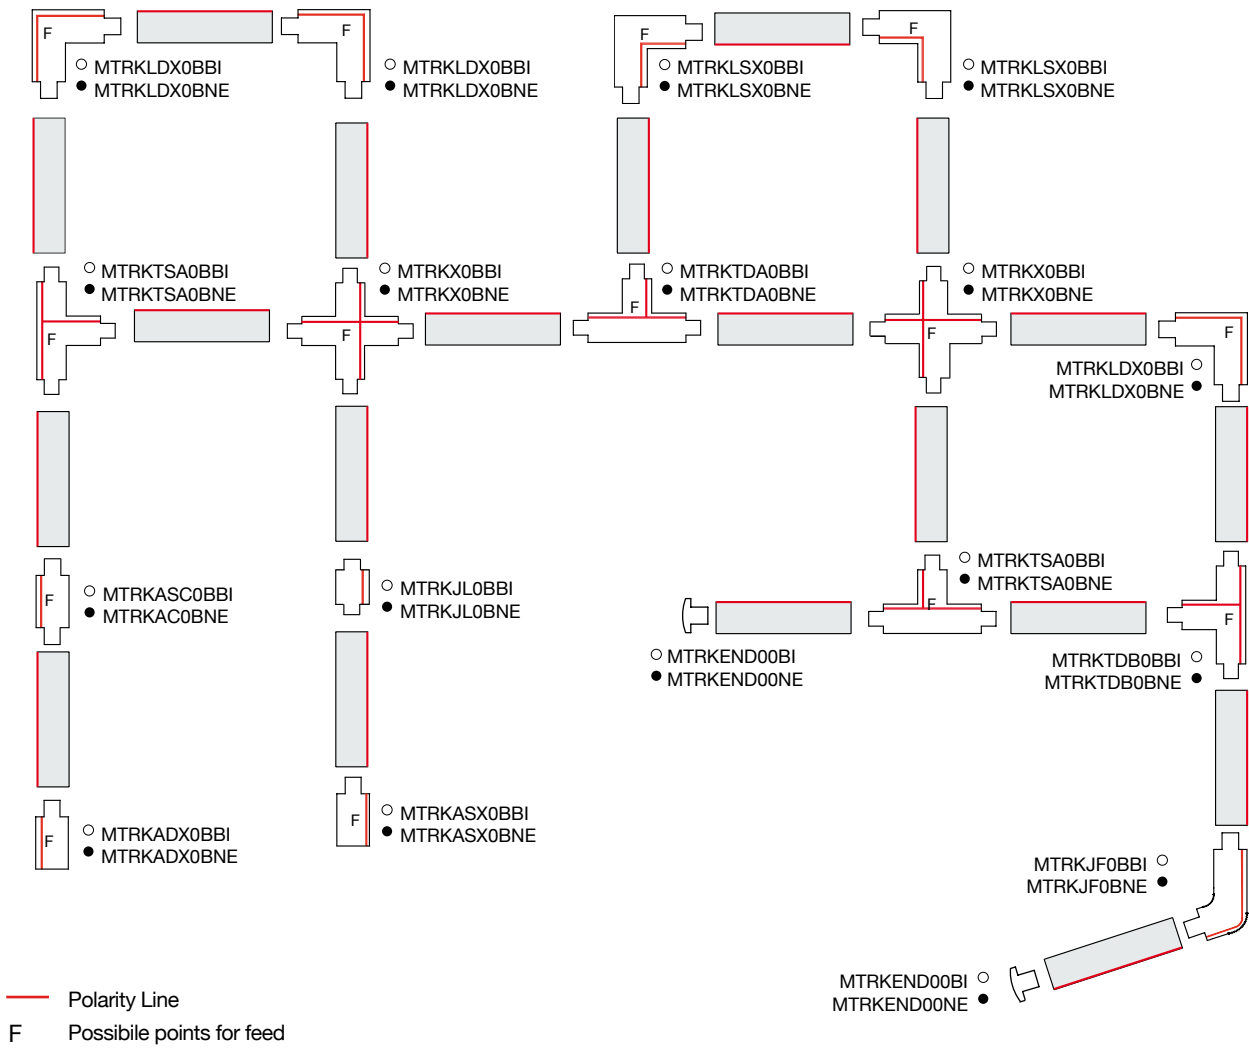 F
F
F
F
MTRKLDX0BBI
MTRKLDX0BNE
MTRKLDX0BBI
MTRKLDX0BNE
MTRKLSX0BBI
MTRKLSX0BNE
MTRKLSX0BBI
MTRKLSX0BNE
MTRKTSA0BBI
MTRKTSA0BNE
MTRKX0BBI
MTRKX0BNE
MTRKTDA0BBI
MTRKTDA0BNE
MTRKX0BBI
MTRKX0BNE
F
F
F
F
F
MTRKLDX0BBI
MTRKLDX0BNE
MTRKASC0BBI
MTRKAC0BNE
F
MTRKJL0BBI
MTRKJL0BNE
MTRKTSA0BBI
MTRKTSA0BNE
F
F
MTRKEND00BI
MTRKEND00NE
MTRKTDB0BBI
MTRKTDB0BNE
F
MTRKADX0BBI
MTRKADX0BNE
F
MTRKASX0BBI
MTRKASX0BNE
MTRKJF0BBI
MTRKJF0BNE
MTRKEND00BI
MTRKEND00NE
Polarity Line
F Possibile points for feed